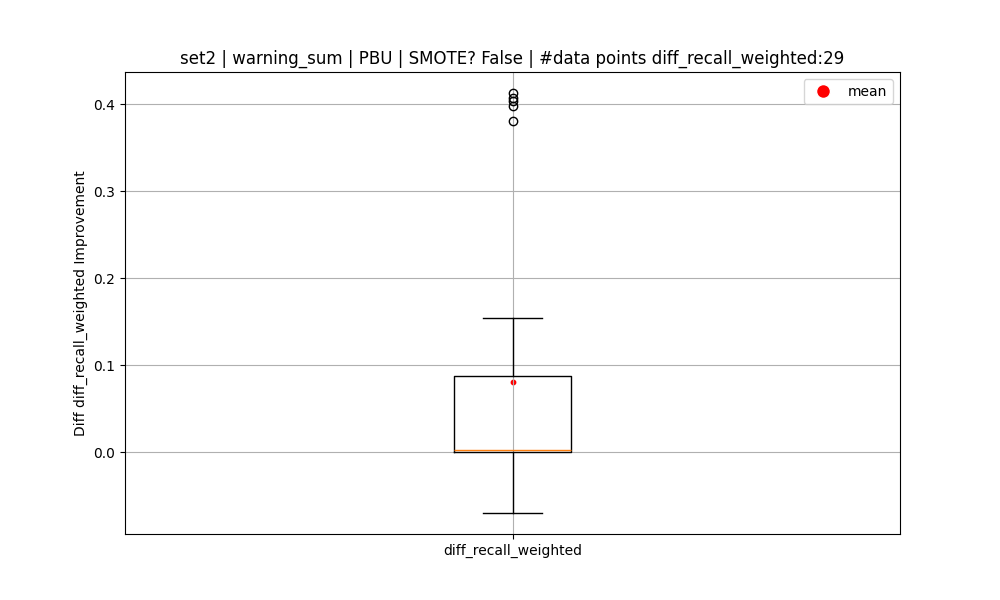 set2 | warning_sum | PBU | SMOTE? False | #data points diff_recall_weighted:29
mean
Diff diff_recall_weighted Improvement
0.4
0.3
0.2
0.1
0.0
diff_recall_weighted